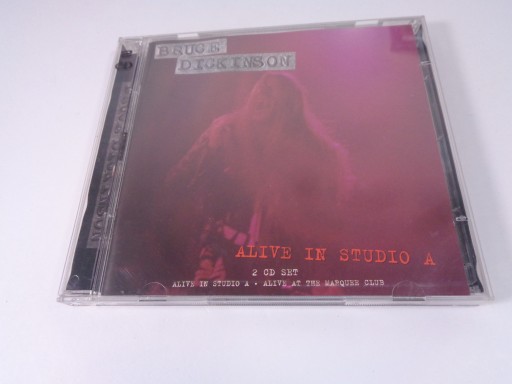 BRUCE
DICKINSON
ALIVE IN STUDIO A
2 CD SET
ALIVE IN STUDIO A • ALIVE AT THE MARQUEE CLUB